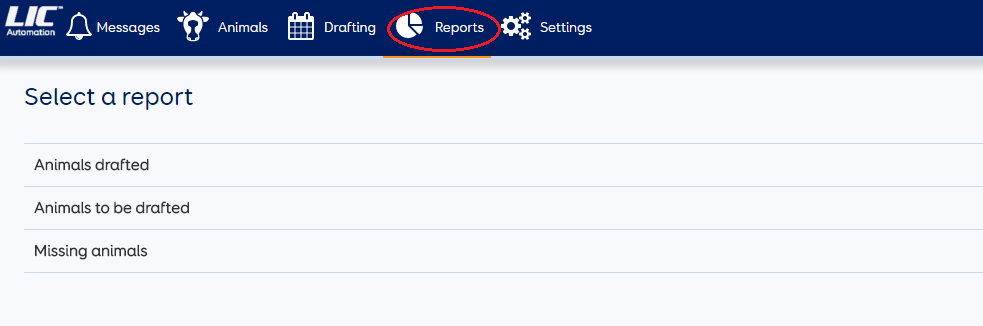 LIC™
Automation
Messages Animals Drafting Reports Settings
Select a report
Animals drafted
Animals to be drafted
Missing animals